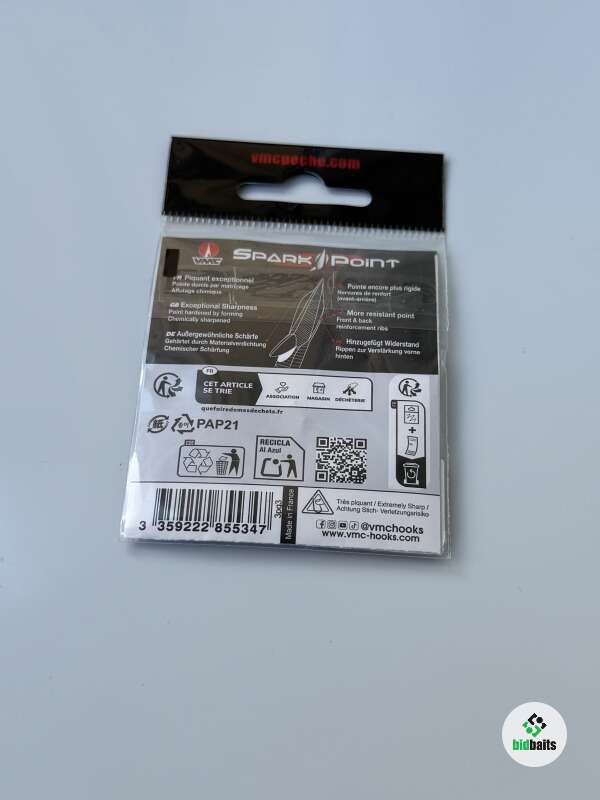 vmcpeche.com
VMC
SPARK POINT
FR Piquant exceptionnel
Pointe durcie par matriçage
Affutage chimique
GB Exceptional Sharpness
Point hardened by forming
Chemically sharpened
DE Außergewöhnliche Schärfe
Gehärtet durch Materialverdichtung
Chemischer Schärfung
Pointe encore plus rigide
Nervures de renfort
(avant-arrière)
More resistant point
Front & back
reinforcement ribs
Hinzugefügt Widerstand
Rippen zur Verstärkung vorne
hinten
FR
CET ARTICLE
SE TRIE
ASSOCIATION
MAGASIN
DÉCHÈTERIE
quefairedemesdechets.fr
紙
PAP21
RECICLA
Al Azul
3 359222 855347
Made in France
Très piquant / Extremely Sharp /
Achtung Stich- Verletzungsrisiko
@vmchooks
www.vmc-hooks.com
bidbaits